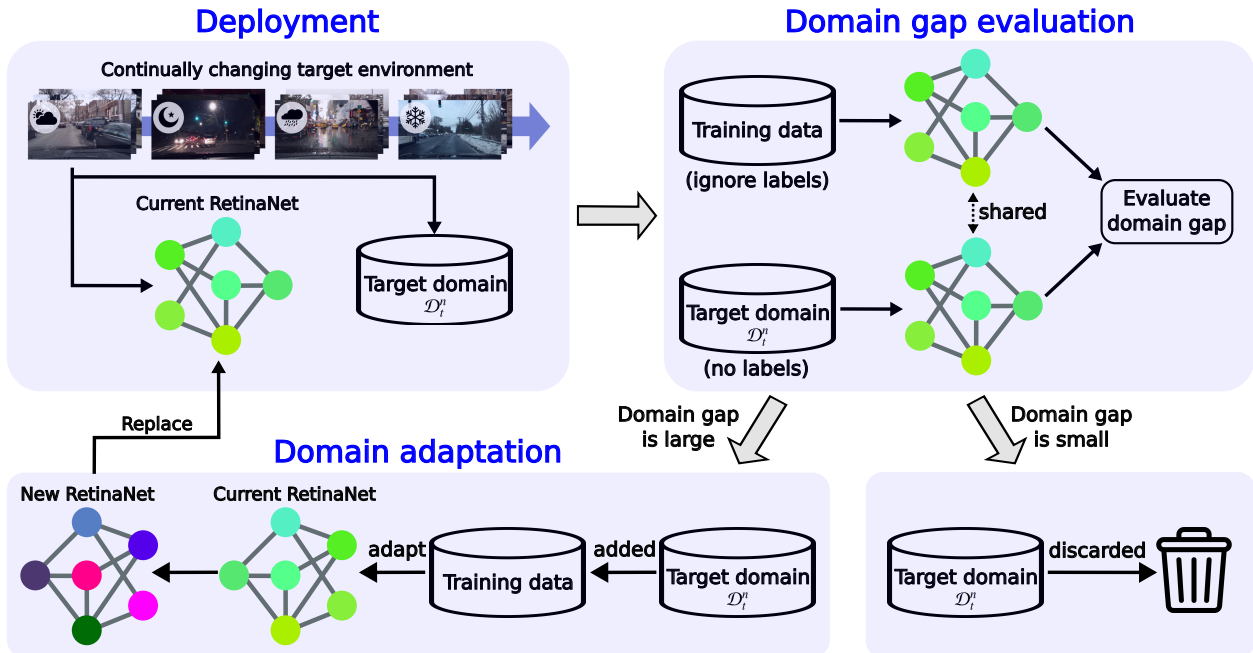 Deployment
Continually changing target environment
Current RetinaNet
Target domain
𝒟ₜⁿ
Domain gap evaluation
Training data
(ignore labels)
shared
Evaluate
domain gap
Target domain
𝒟ₜⁿ
(no labels)
Domain gap
is large
Domain gap
is small
Replace
Domain adaptation
New RetinaNet
Current RetinaNet
adapt
Training data
added
Target domain
𝒟ₜⁿ
Target domain
𝒟ₜⁿ
discarded